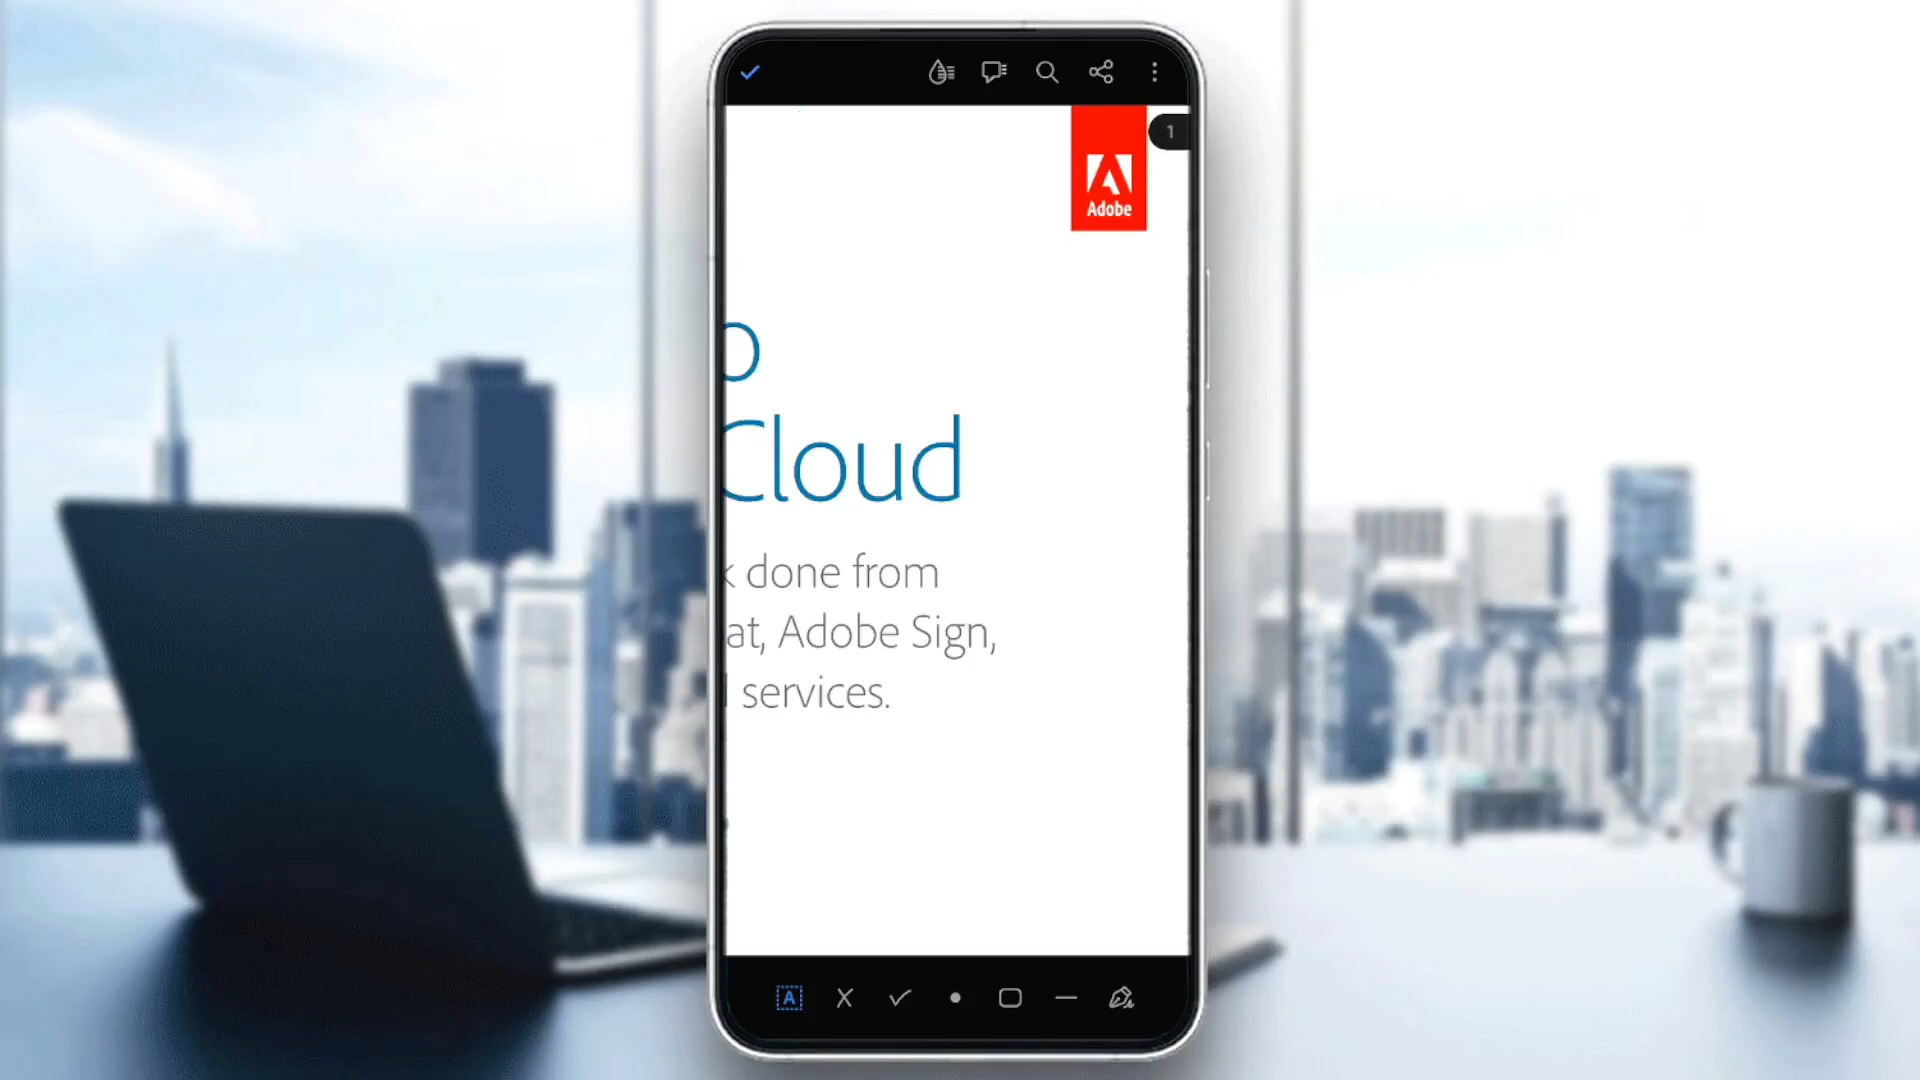 1
Adobe
o
Cloud
k done from
at, Adobe Sign,
services.
A